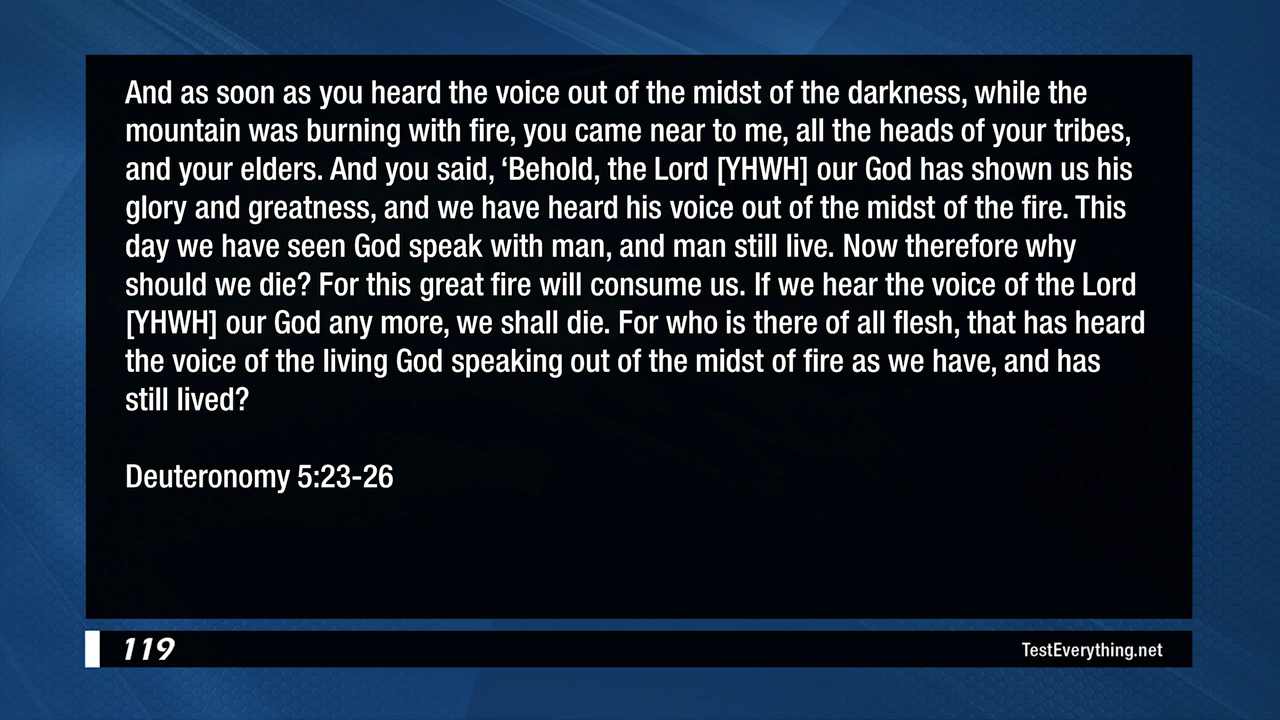 And as soon as you heard the voice out of the midst of the darkness, while the
mountain was burning with fire, you came near to me, all the heads of your tribes,
and your elders. And you said, ‘Behold, the Lord [YHWH] our God has shown us his
glory and greatness, and we have heard his voice out of the midst of the fire. This
day we have seen God speak with man, and man still live. Now therefore why
should we die? For this great fire will consume us. If we hear the voice of the Lord
[YHWH] our God any more, we shall die. For who is there of all flesh, that has heard
the voice of the living God speaking out of the midst of fire as we have, and has
still lived?
Deuteronomy 5:23-26
119
TestEverything.net